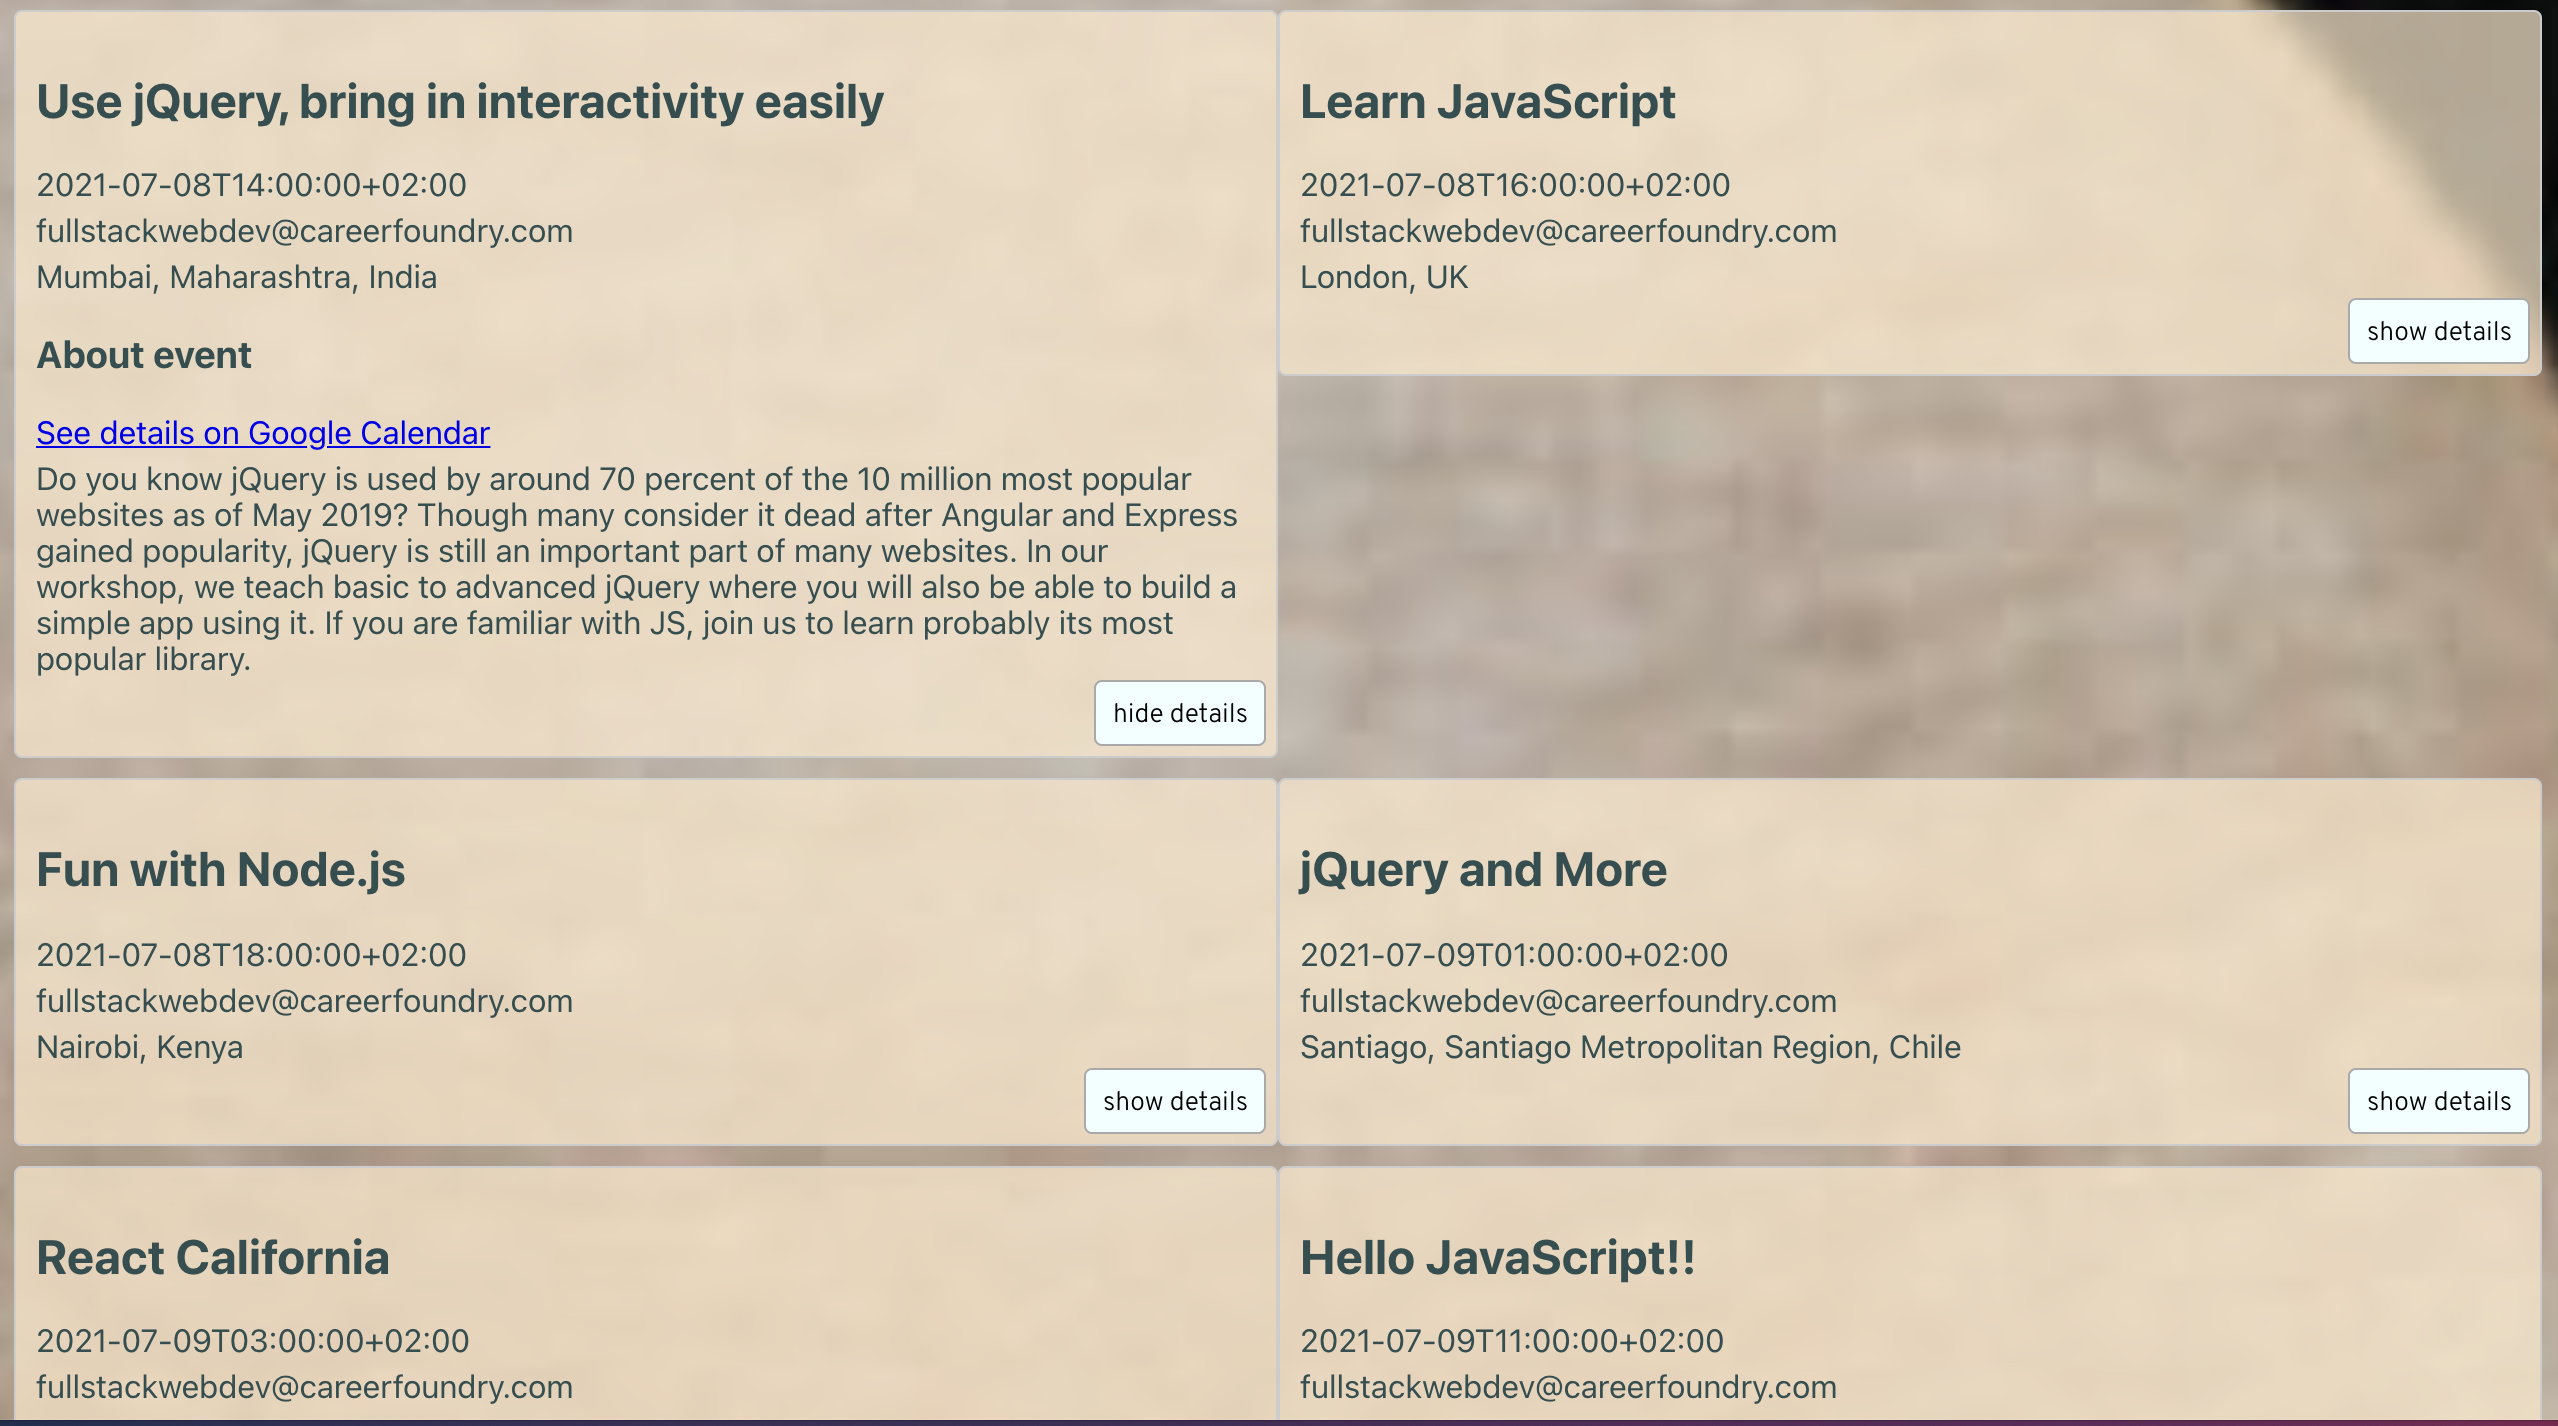 Use jQuery, bring in interactivity easily
2021-07-08T14:00:00+02:00
fullstackwebdev@careerfoundry.com
Mumbai, Maharashtra, India
About event
See details on Google Calendar
Do you know jQuery is used by around 70 percent of the 10 million most popular
websites as of May 2019? Though many consider it dead after Angular and Express
gained popularity, jQuery is still an important part of many websites. In our
workshop, we teach basic to advanced jQuery where you will also be able to build a
simple app using it. If you are familiar with JS, join us to learn probably its most
popular library.
hide details
Learn JavaScript
2021-07-08T16:00:00+02:00
fullstackwebdev@careerfoundry.com
London, UK
show details
Fun with Node.js
2021-07-08T18:00:00+02:00
fullstackwebdev@careerfoundry.com
Nairobi, Kenya
show details
jQuery and More
2021-07-09T01:00:00+02:00
fullstackwebdev@careerfoundry.com
Santiago, Santiago Metropolitan Region, Chile
show details
React California
2021-07-09T03:00:00+02:00
fullstackwebdev@careerfoundry.com
Hello JavaScript!!
2021-07-09T11:00:00+02:00
fullstackwebdev@careerfoundry.com